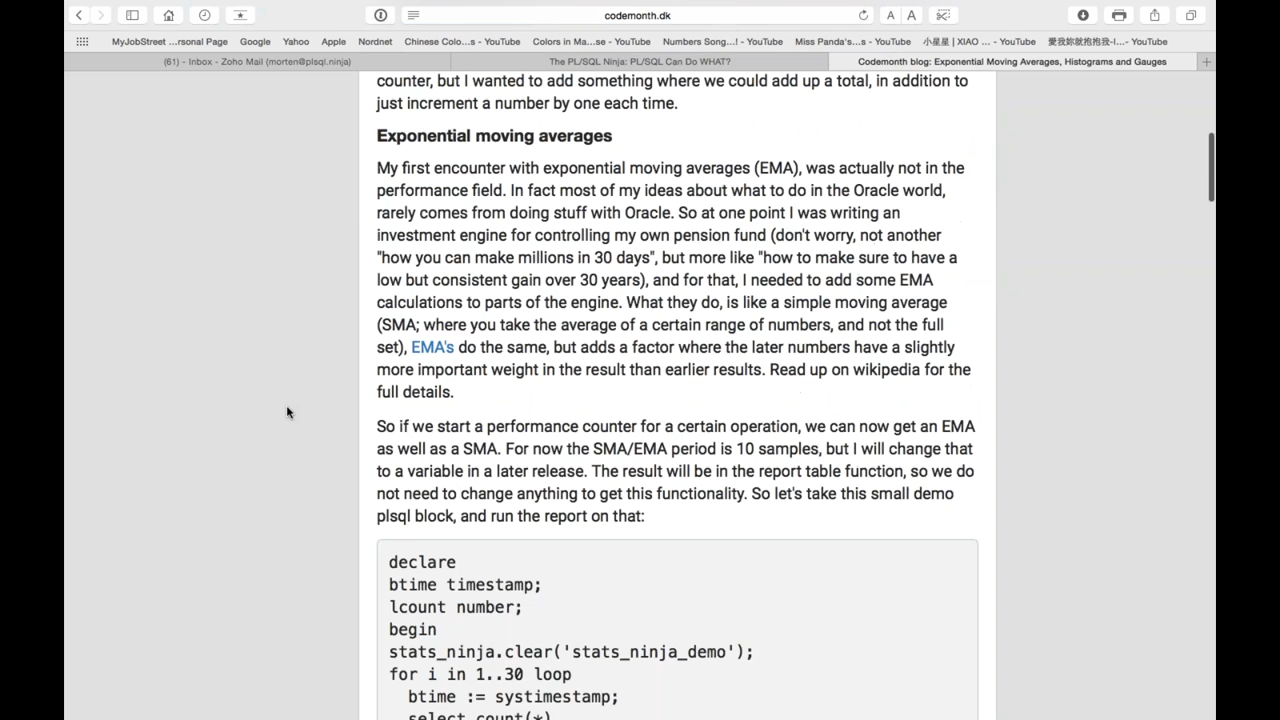 codemonth.dk
A A
MyJobStreet ...rsonal Page Google Yahoo Apple Nordnet Chinese Colo...s - YouTube Colors in Ma...se - YouTube Numbers Song...! - YouTube Miss Panda's...s - YouTube 小星星 | XIAO ... - YouTube 愛我妳就抱抱我-I...- YouTube
(61) - Inbox - Zoho Mail (morten@plsql.ninja) The PL/SQL Ninja: PL/SQL Can Do WHAT? Codemonth blog: Exponential Moving Averages, Histograms and Gauges
counter, but I wanted to add something where we could add up a total, in addition to
just increment a number by one each time.
Exponential moving averages
My first encounter with exponential moving averages (EMA), was actually not in the
performance field. In fact most of my ideas about what to do in the Oracle world,
rarely comes from doing stuff with Oracle. So at one point I was writing an
investment engine for controlling my own pension fund (don't worry, not another
"how you can make millions in 30 days", but more like "how to make sure to have a
low but consistent gain over 30 years), and for that, I needed to add some EMA
calculations to parts of the engine. What they do, is like a simple moving average
(SMA; where you take the average of a certain range of numbers, and not the full
set), EMA's do the same, but adds a factor where the later numbers have a slightly
more important weight in the result than earlier results. Read up on wikipedia for the
full details.
So if we start a performance counter for a certain operation, we can now get an EMA
as well as a SMA. For now the SMA/EMA period is 10 samples, but I will change that
to a variable in a later release. The result will be in the report table function, so we do
not need to change anything to get this functionality. So let's take this small demo
plsql block, and run the report on that:
declare
btime timestamp;
lcount number;
begin
stats_ninja.clear('stats_ninja_demo');
for i in 1..30 loop
btime := systimestamp;
select count(*)